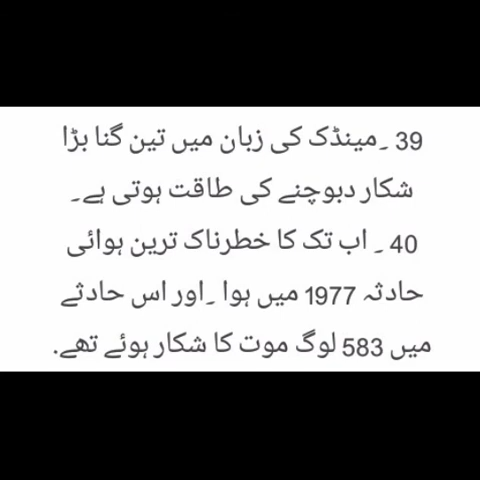 39 ۔مینڈک کی زبان میں تین گنا بڑا
شکار دبوچنے کی طاقت ہوتی ہے۔
40 ۔ اب تک کا خطرناک ترین ہوائی
حادثہ 1977 میں ہوا ۔اور اس حادثے
میں 583 لوگ موت کا شکار ہوئے تھے.